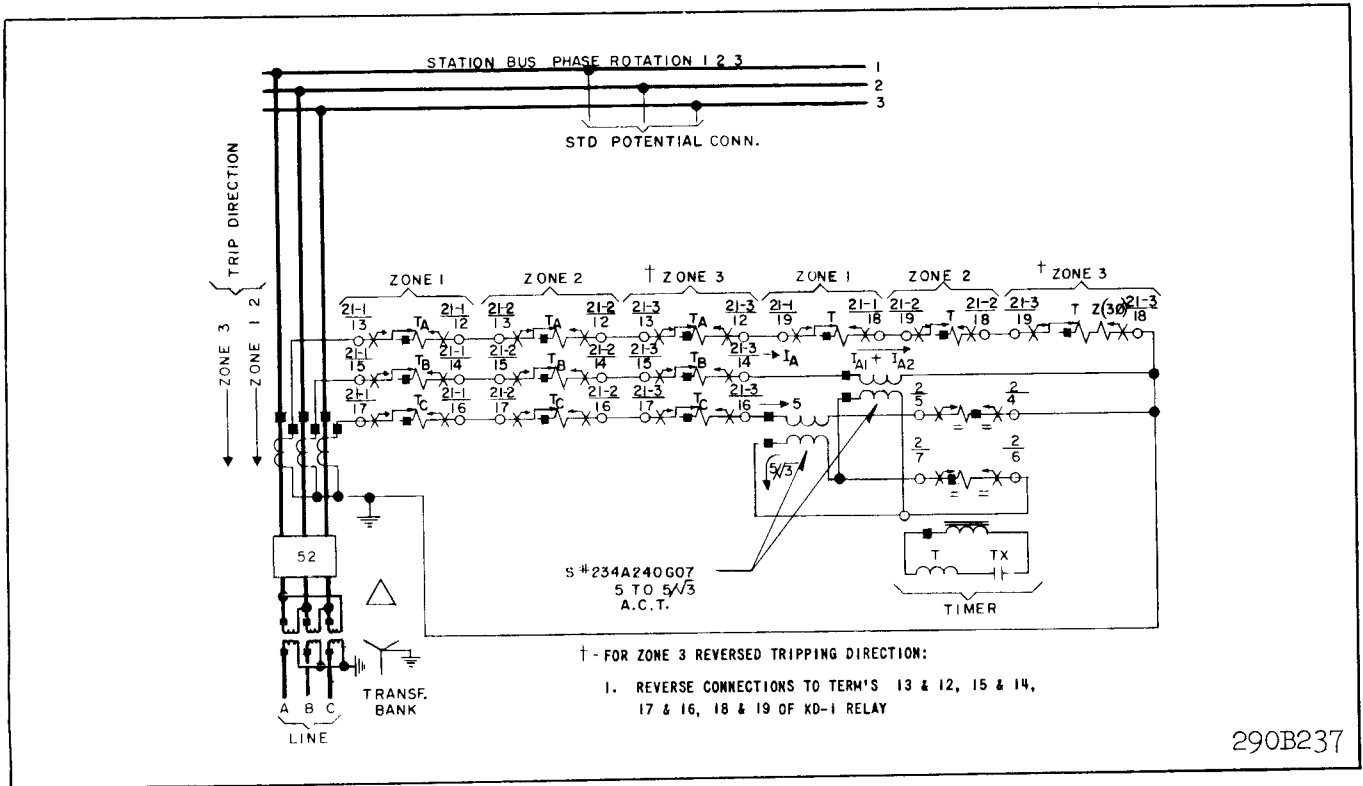 STATION BUS PHASE ROTATION 1 2 3
1
2
3
STD POTENTIAL CONN.
TRIP DIRECTION
ZONE 3
ZONE 1 2
ZONE 1
ZONE 2
† ZONE 3
ZONE 1
ZONE 2
† ZONE 3
21-1 13 TA 21-1 12 21-2 13 TA 21-2 12 21-3 13 TA 21-3 12 21-1 19 T 21-1 18 21-2 19 T 21-2 18 21-3 19 T Z(3Ø) 21-3 18
21-1 15 TB 21-1 14 21-2 15 TB 21-2 14 21-3 15 TB 21-3 14 IA IA1 + IA2
21-1 17 TC 21-1 16 21-2 17 TC 21-2 16 21-3 17 TC 21-3 16 5 2 5 2 4
5/√3 2 7 2 6
52
S#234A240G07
5 TO 5/√3
A.C.T.
T TX
TIMER
TRANSF.
BANK
A B C
LINE
† - FOR ZONE 3 REVERSED TRIPPING DIRECTION:
1. REVERSE CONNECTIONS TO TERM'S 13 & 12, 15 & 14,
17 & 16, 18 & 19 OF KD-1 RELAY
290B237